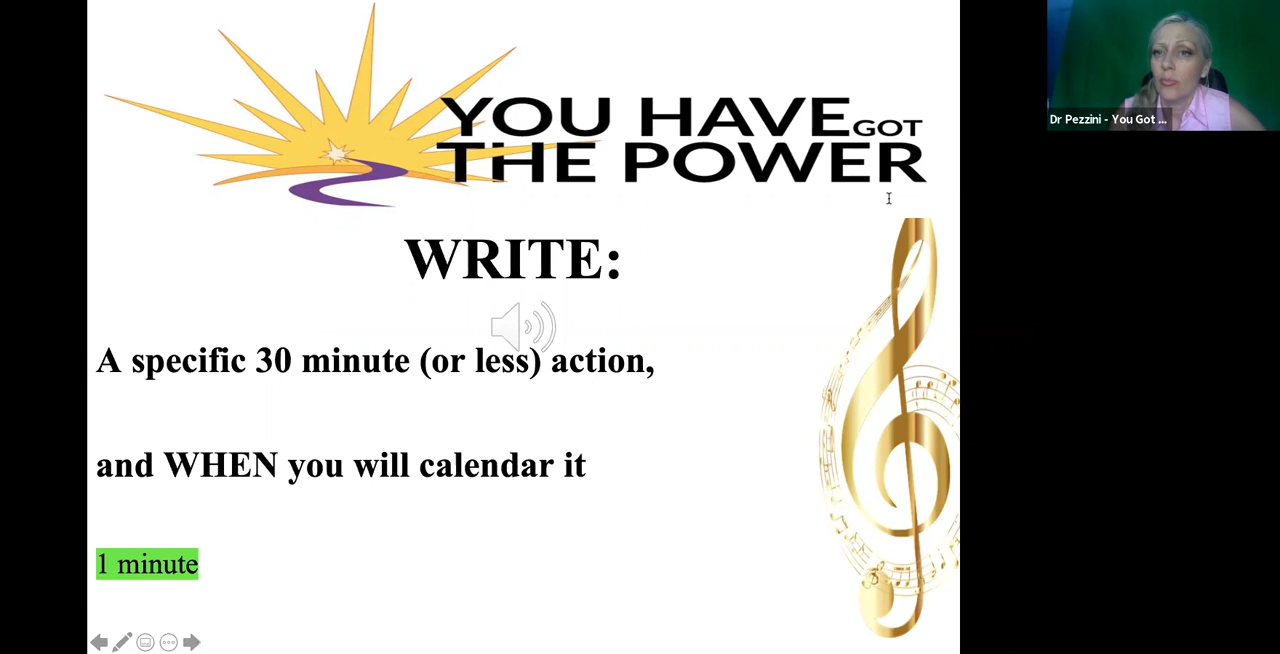 YOU HAVE GOT
THE POWER
Dr Pezzini - You Got ...
WRITE:
A specific 30 minute (or less) action,
and WHEN you will calendar it
1 minute